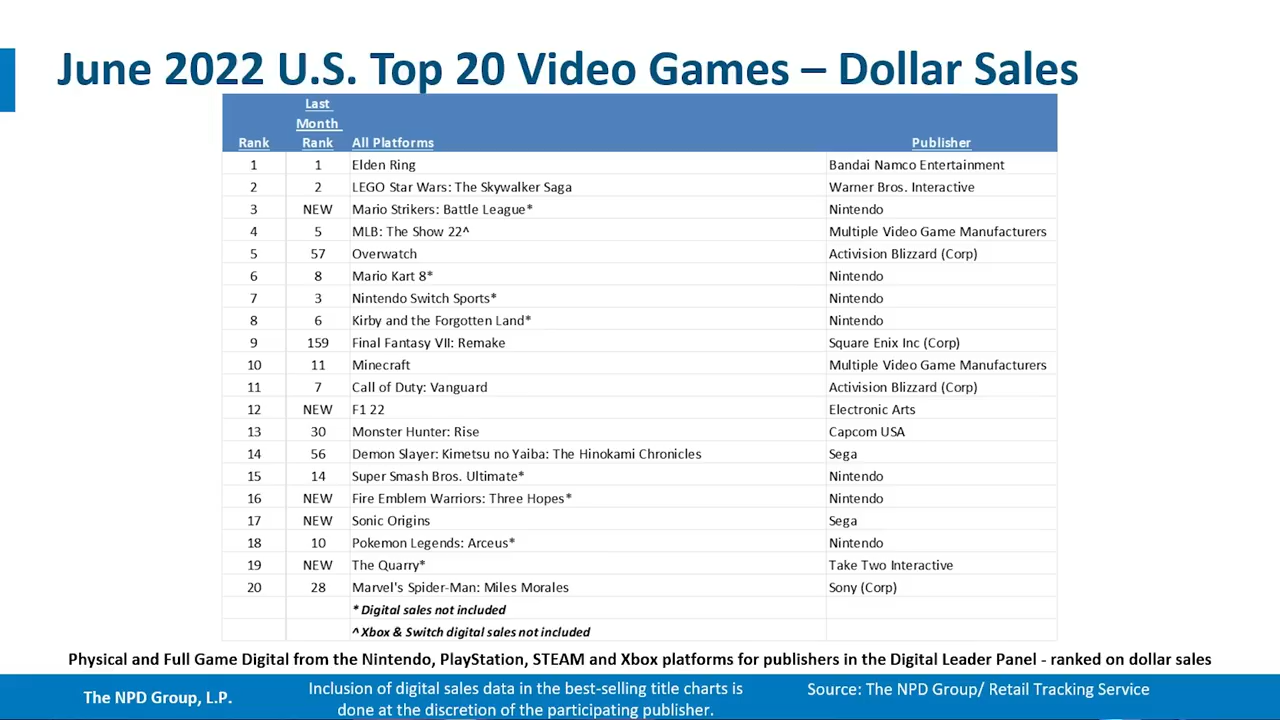 June 2022 U.S. Top 20 Video Games – Dollar Sales
Last
Month
Rank Rank All Platforms Publisher
1 1 Elden Ring Bandai Namco Entertainment
2 2 LEGO Star Wars: The Skywalker Saga Warner Bros. Interactive
3 NEW Mario Strikers: Battle League* Nintendo
4 5 MLB: The Show 22^ Multiple Video Game Manufacturers
5 57 Overwatch Activision Blizzard (Corp)
6 8 Mario Kart 8* Nintendo
7 3 Nintendo Switch Sports* Nintendo
8 6 Kirby and the Forgotten Land* Nintendo
9 159 Final Fantasy VII: Remake Square Enix Inc (Corp)
10 11 Minecraft Multiple Video Game Manufacturers
11 7 Call of Duty: Vanguard Activision Blizzard (Corp)
12 NEW F1 22 Electronic Arts
13 30 Monster Hunter: Rise Capcom USA
14 56 Demon Slayer: Kimetsu no Yaiba: The Hinokami Chronicles Sega
15 14 Super Smash Bros. Ultimate* Nintendo
16 NEW Fire Emblem Warriors: Three Hopes* Nintendo
17 NEW Sonic Origins Sega
18 10 Pokemon Legends: Arceus* Nintendo
19 NEW The Quarry* Take Two Interactive
20 28 Marvel's Spider-Man: Miles Morales Sony (Corp)
* Digital sales not included
^ Xbox & Switch digital sales not included
Physical and Full Game Digital from the Nintendo, PlayStation, STEAM and Xbox platforms for publishers in the Digital Leader Panel - ranked on dollar sales
The NPD Group, L.P.
Inclusion of digital sales data in the best-selling title charts is
done at the discretion of the participating publisher.
Source: The NPD Group/ Retail Tracking Service